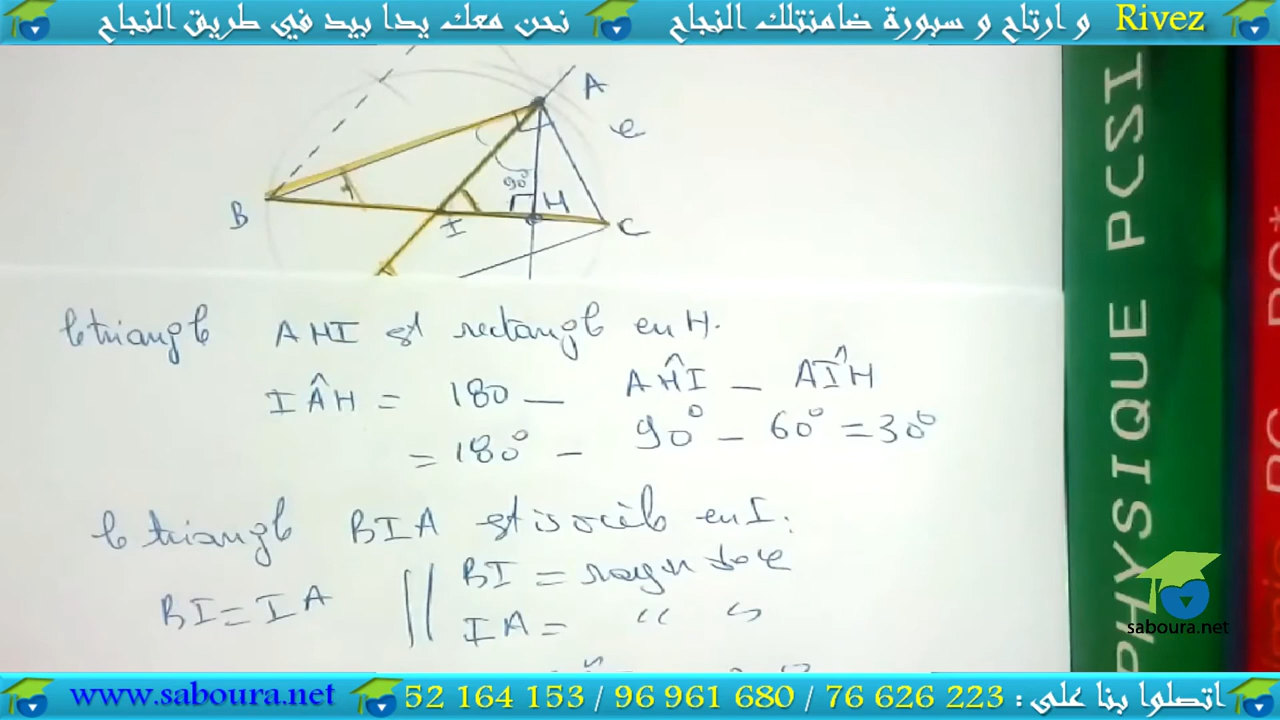 نحن معك يدا بيد في طريق النجاح و ارتاح و سبورة ضامنتلك النجاح Rivez
A
e
90°
B
I
H
C
le triangle AHI est rectangle en H.
IÂH = 180 - AĤI - AÎH
= 180° - 90° - 60° = 30°
le triangle BIA est isocèle en I :
BI = IA
BI =
IA = " "
PHYSIQUE PCSI
saboura.net
www.saboura.net 52 164 153 / 96 961 680 / 76 626 223 : اتصلوا بنا على